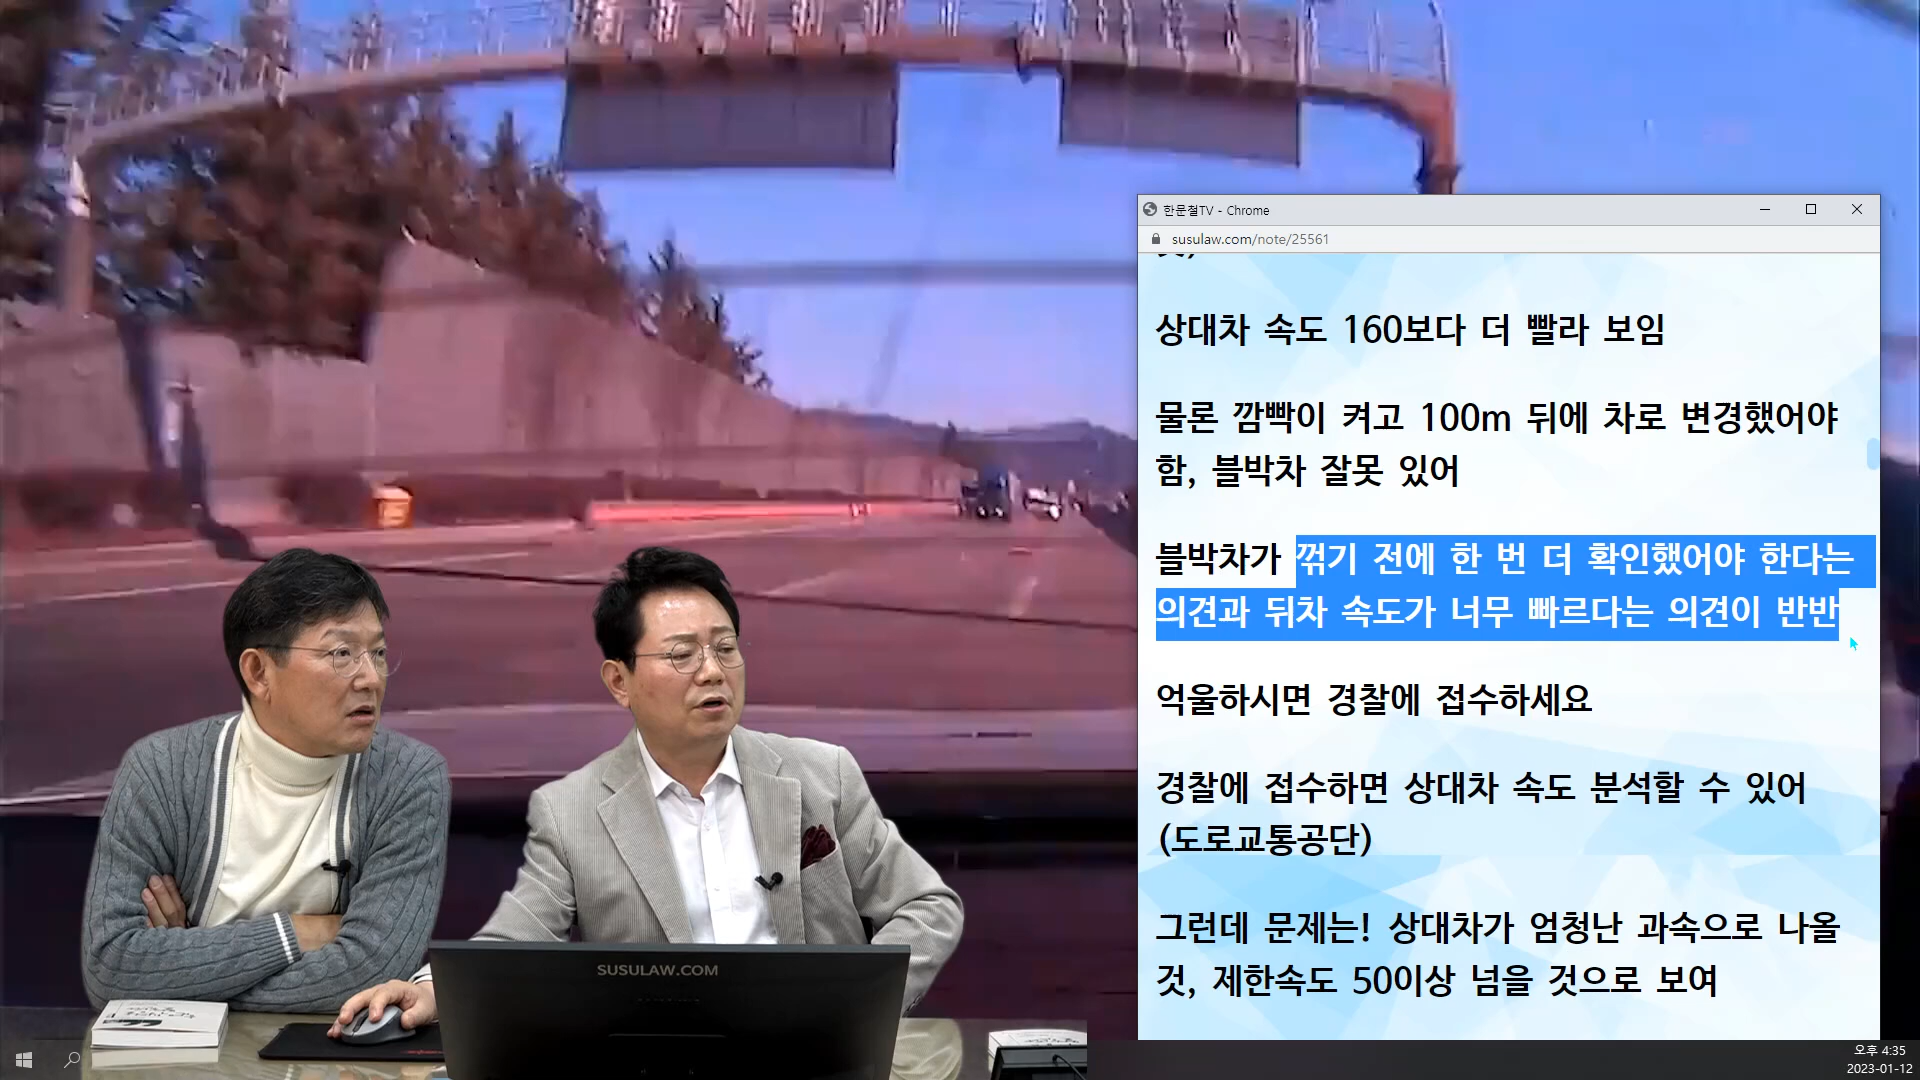 한문철TV - Chrome
susulaw.com/note/25561
상대차 속도 160보다 더 빨라 보임
물론 깜빡이 켜고 100m 뒤에 차로 변경했어야
함, 블박차 잘못 있어
블박차가 꺾기 전에 한 번 더 확인했어야 한다는
의견과 뒤차 속도가 너무 빠르다는 의견이 반반
억울하시면 경찰에 접수하세요
경찰에 접수하면 상대차 속도 분석할 수 있어
(도로교통공단)
그런데 문제는! 상대차가 엄청난 과속으로 나올
것, 제한속도 50이상 넘을 것으로 보여
SUSULAW.COM
오후 4:35
2023-01-12